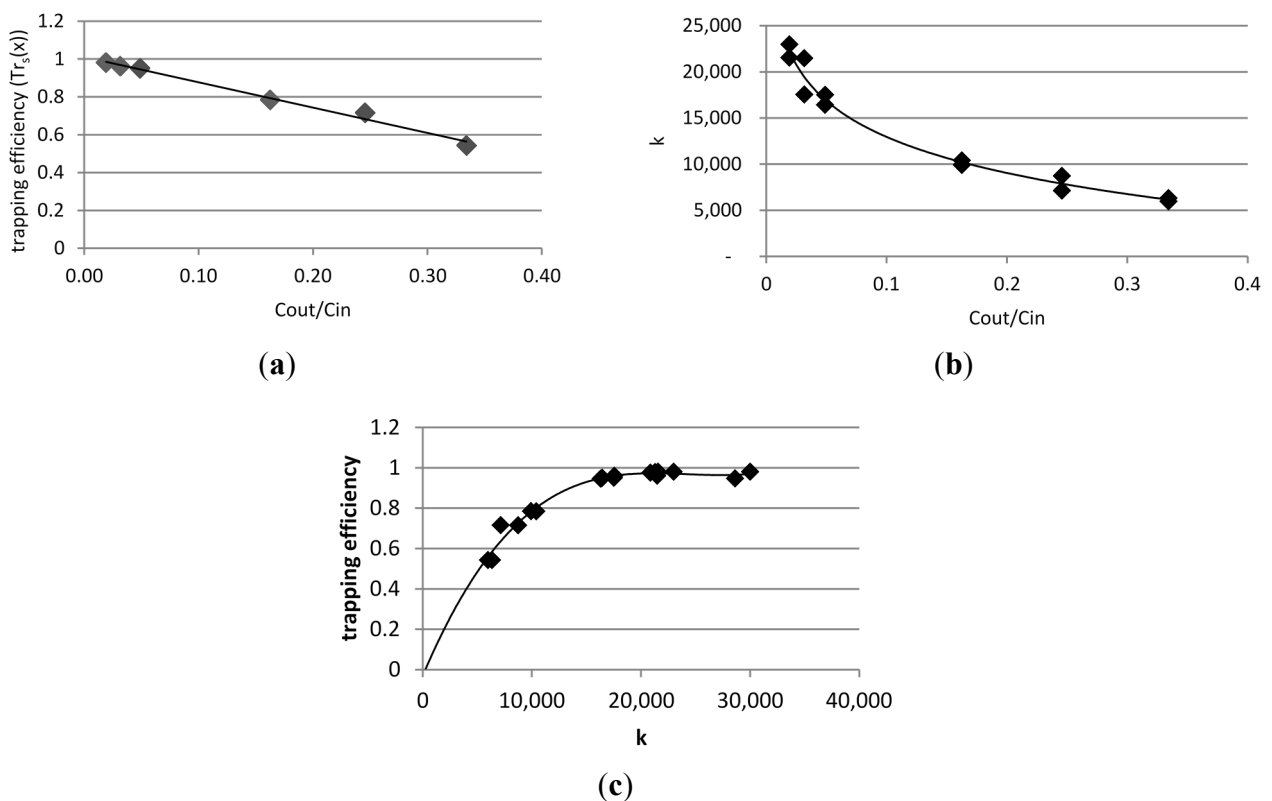 trapping efficiency (Trs(x))
1.2
1
0.8
0.6
0.4
0.2
0
0.00 0.10 0.20 0.30 0.40
Cout/Cin
(a)
k
25,000
20,000
15,000
10,000
5,000
-
0 0.1 0.2 0.3 0.4
Cout/Cin
(b)
trapping efficiency
1.2
1
0.8
0.6
0.4
0.2
0
0 10,000 20,000 30,000 40,000
k
(c)